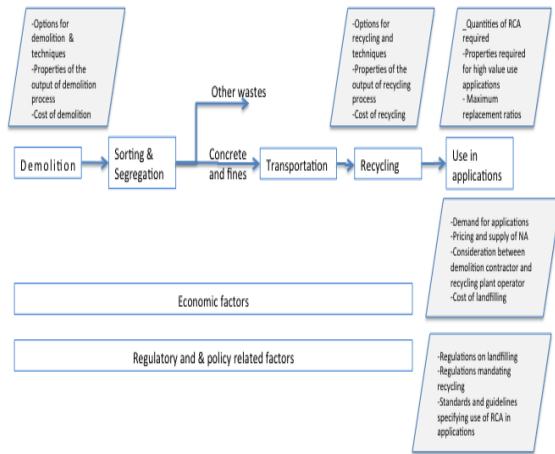 -Options for
demolition &
techniques
-Properties of the
output of demolition
process
-Cost of demolition
-Options for
recycling and
techniques
-Properties of the
output of recycling
process
-Cost of recycling
_Quantities of RCA
required
-Properties required
for high value use
applications
- Maximum
replacement ratios
Other wastes
Demolition
Sorting &
Segregation
Concrete
and fines
Transportation
Recycling
Use in
applications
-Demand for applications
-Pricing and supply of NA
-Consideration between
demolition contractor and
recycling plant operator
-Cost of landfilling
Economic factors
Regulatory and & policy related factors
-Regulations on landfilling
-Regulations mandating
recycling
-Standards and guidelines
specifying use of RCA in
applications